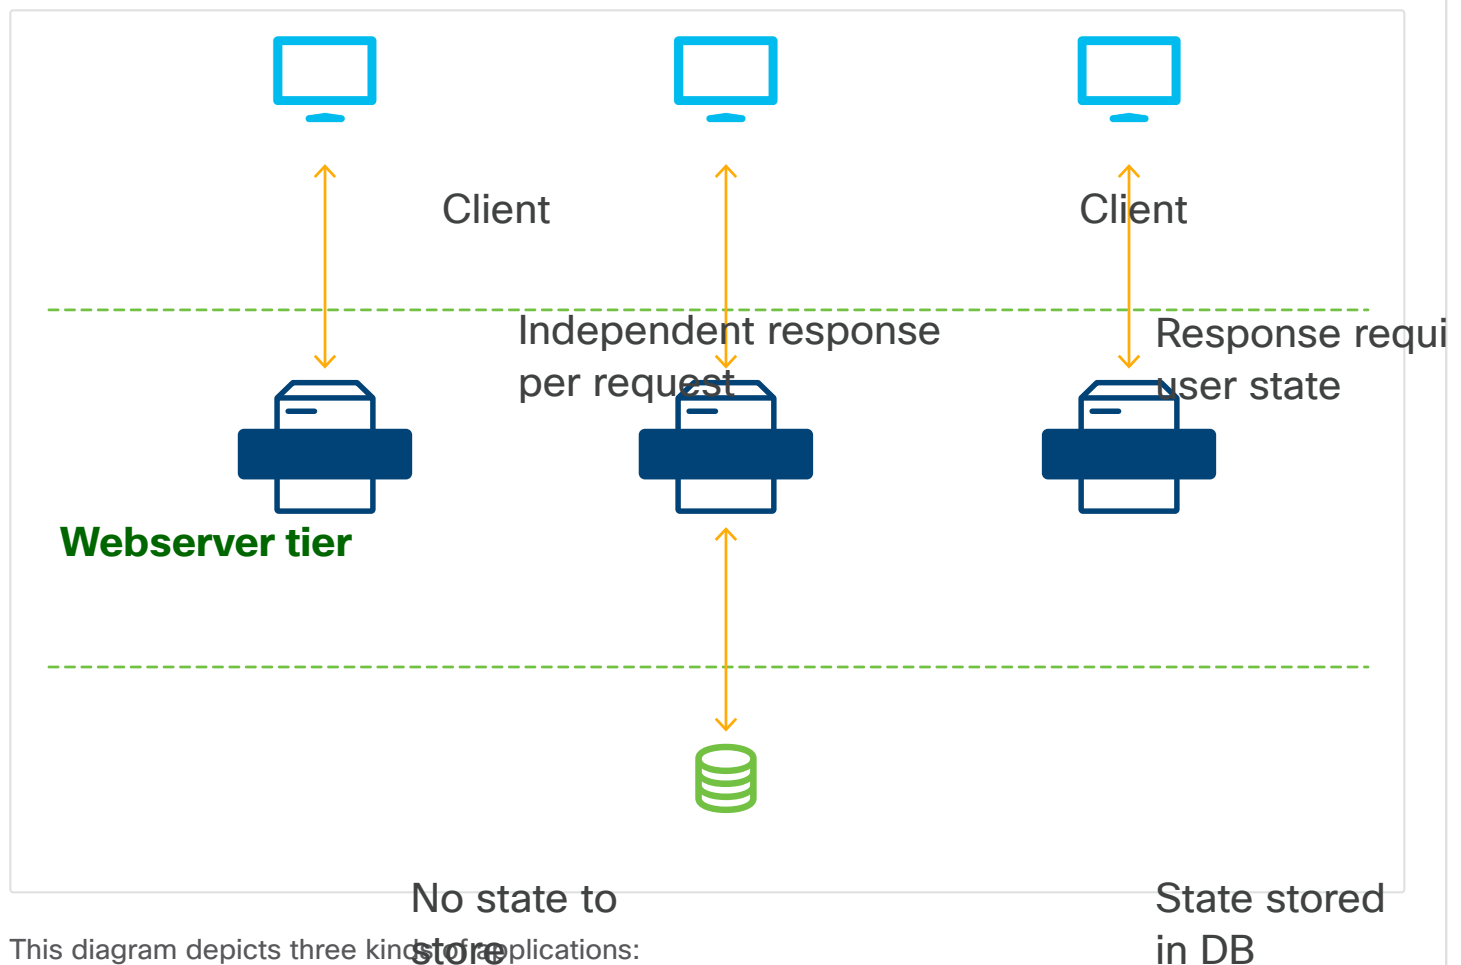 Client
Client
Independent response
per request
Response requi
user state
Webserver tier
No state to
store
State stored
in DB
This diagram depicts three kinds of applications: